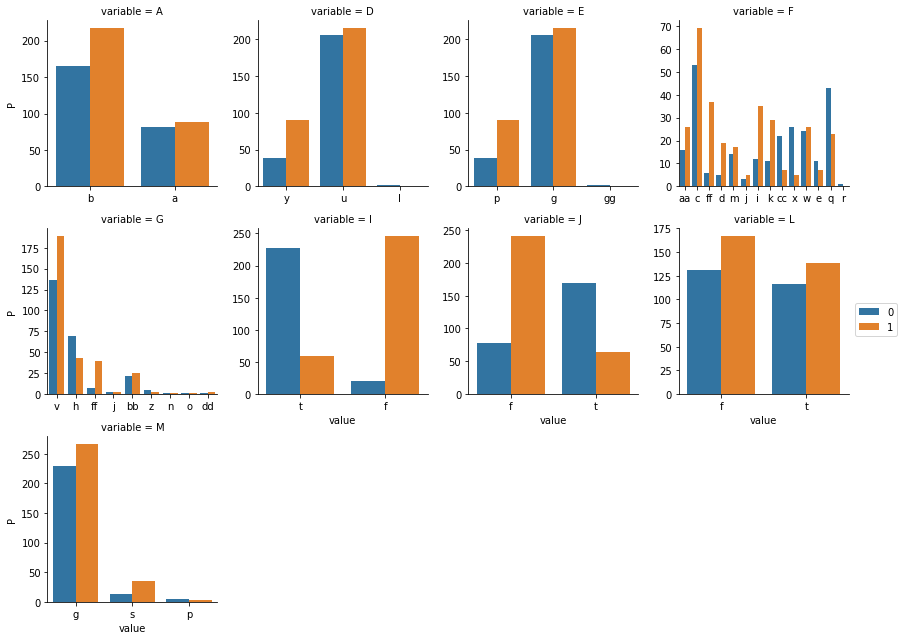 variable = A
variable = D
variable = E
variable = F
P
200
150
100
50
0
b a
200
150
100
50
0
y u l
200
150
100
50
0
p g gg
70
60
50
40
30
20
10
0
aa c ff d m j i k cc x w e q r
variable = G
variable = I
variable = J
variable = L
P
175
150
125
100
75
50
25
0
v h ff j bb z n o dd
250
200
150
100
50
0
t f
value
250
200
150
100
50
0
f t
value
175
150
125
100
75
50
25
0
f t
value
0
1
variable = M
P
250
200
150
100
50
0
g s p
value